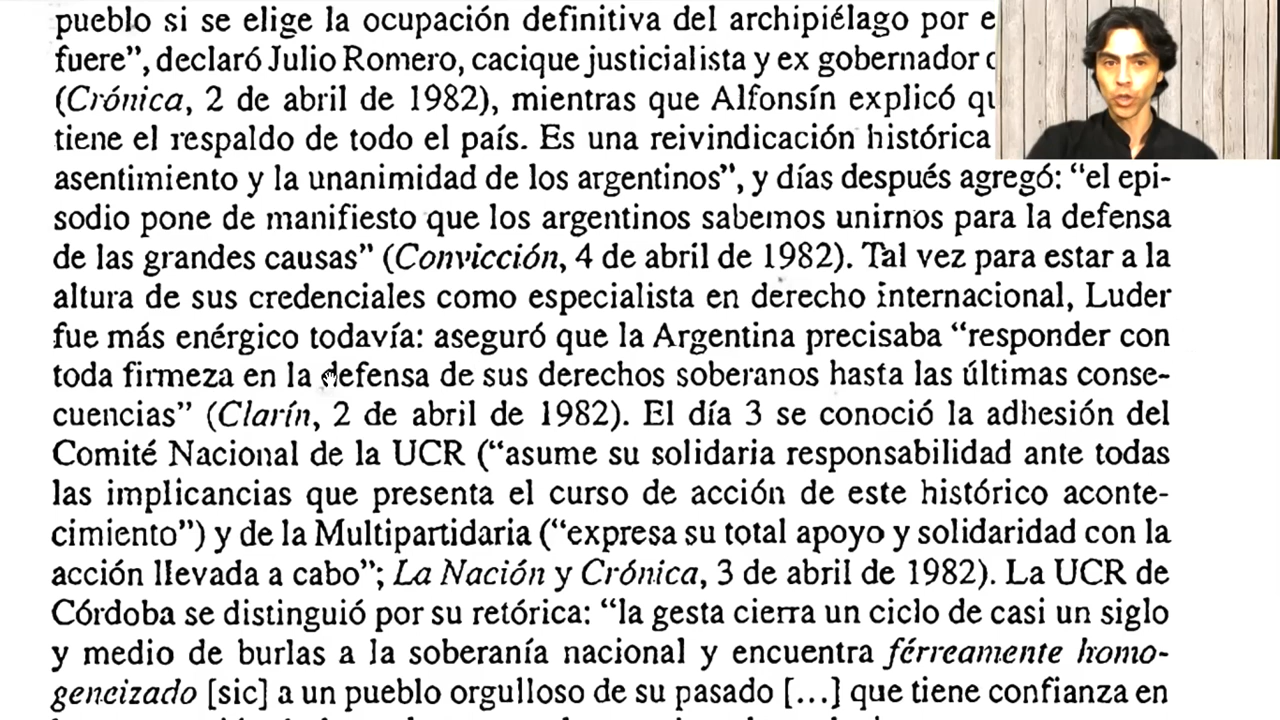 pueblo si se elige la ocupación definitiva del archipiélago por e
fuere”, declaró Julio Romero, cacique justicialista y ex gobernador
(Crónica, 2 de abril de 1982), mientras que Alfonsín explicó
tiene el respaldo de todo el país. Es una reivindicación histórica
asentimiento y la unanimidad de los argentinos”, y días después agregó: “el epi-
sodio pone de manifiesto que los argentinos sabemos unirnos para la defensa
de las grandes causas” (Convicción, 4 de abril de 1982). Tal vez para estar a la
altura de sus credenciales como especialista en derecho internacional, Luder
fue más enérgico todavía: aseguró que la Argentina precisaba “responder con
toda firmeza en la defensa de sus derechos soberanos hasta las últimas conse-
cuencias” (Clarín, 2 de abril de 1982). El día 3 se conoció la adhesión del
Comité Nacional de la UCR (“asume su solidaria responsabilidad ante todas
las implicancias que presenta el curso de acción de este histórico aconte-
cimiento”) y de la Multipartidaria (“expresa su total apoyo y solidaridad con la
acción llevada a cabo”; La Nación y Crónica, 3 de abril de 1982). La UCR de
Córdoba se distinguió por su retórica: “la gesta cierra un ciclo de casi un siglo
y medio de burlas a la soberanía nacional y encuentra férreamente homo-
geneizado [sic] a un pueblo orgulloso de su pasado [...] que tiene confianza en